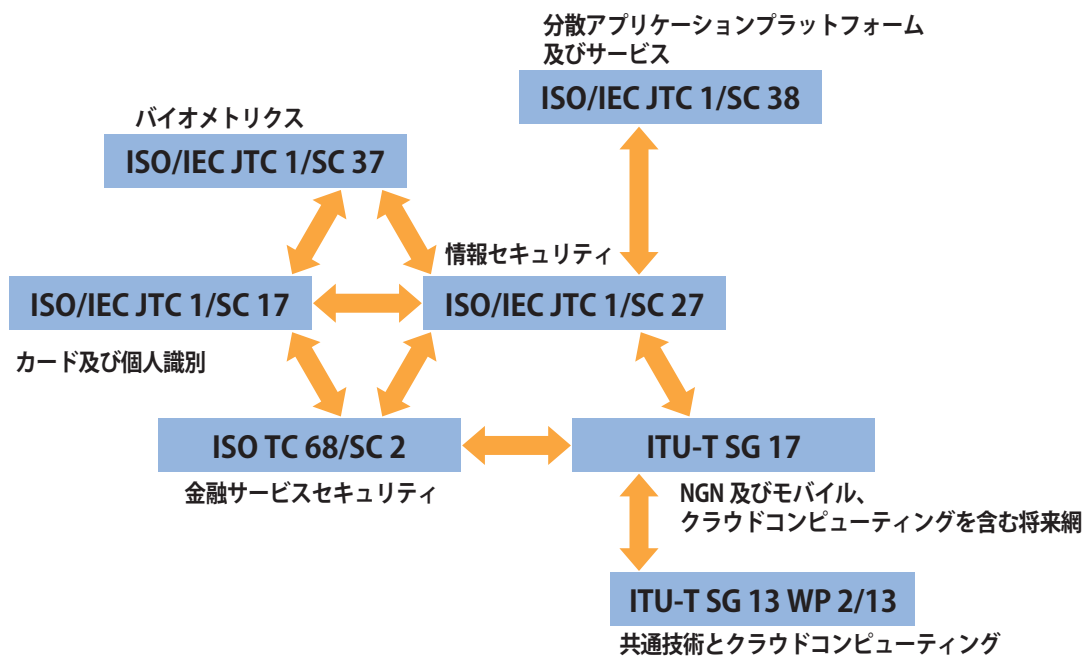 分散アプリケーションプラットフォーム
及びサービス
ISO/IEC JTC 1/SC 38
バイオメトリクス
ISO/IEC JTC 1/SC 37
情報セキュリティ
ISO/IEC JTC 1/SC 17
ISO/IEC JTC 1/SC 27
カード及び個人識別
ISO TC 68/SC 2
ITU-T SG 17
金融サービスセキュリティ
NGN 及びモバイル、
クラウドコンピューティングを含む将来網
ITU-T SG 13 WP 2/13
共通技術とクラウドコンピューティング